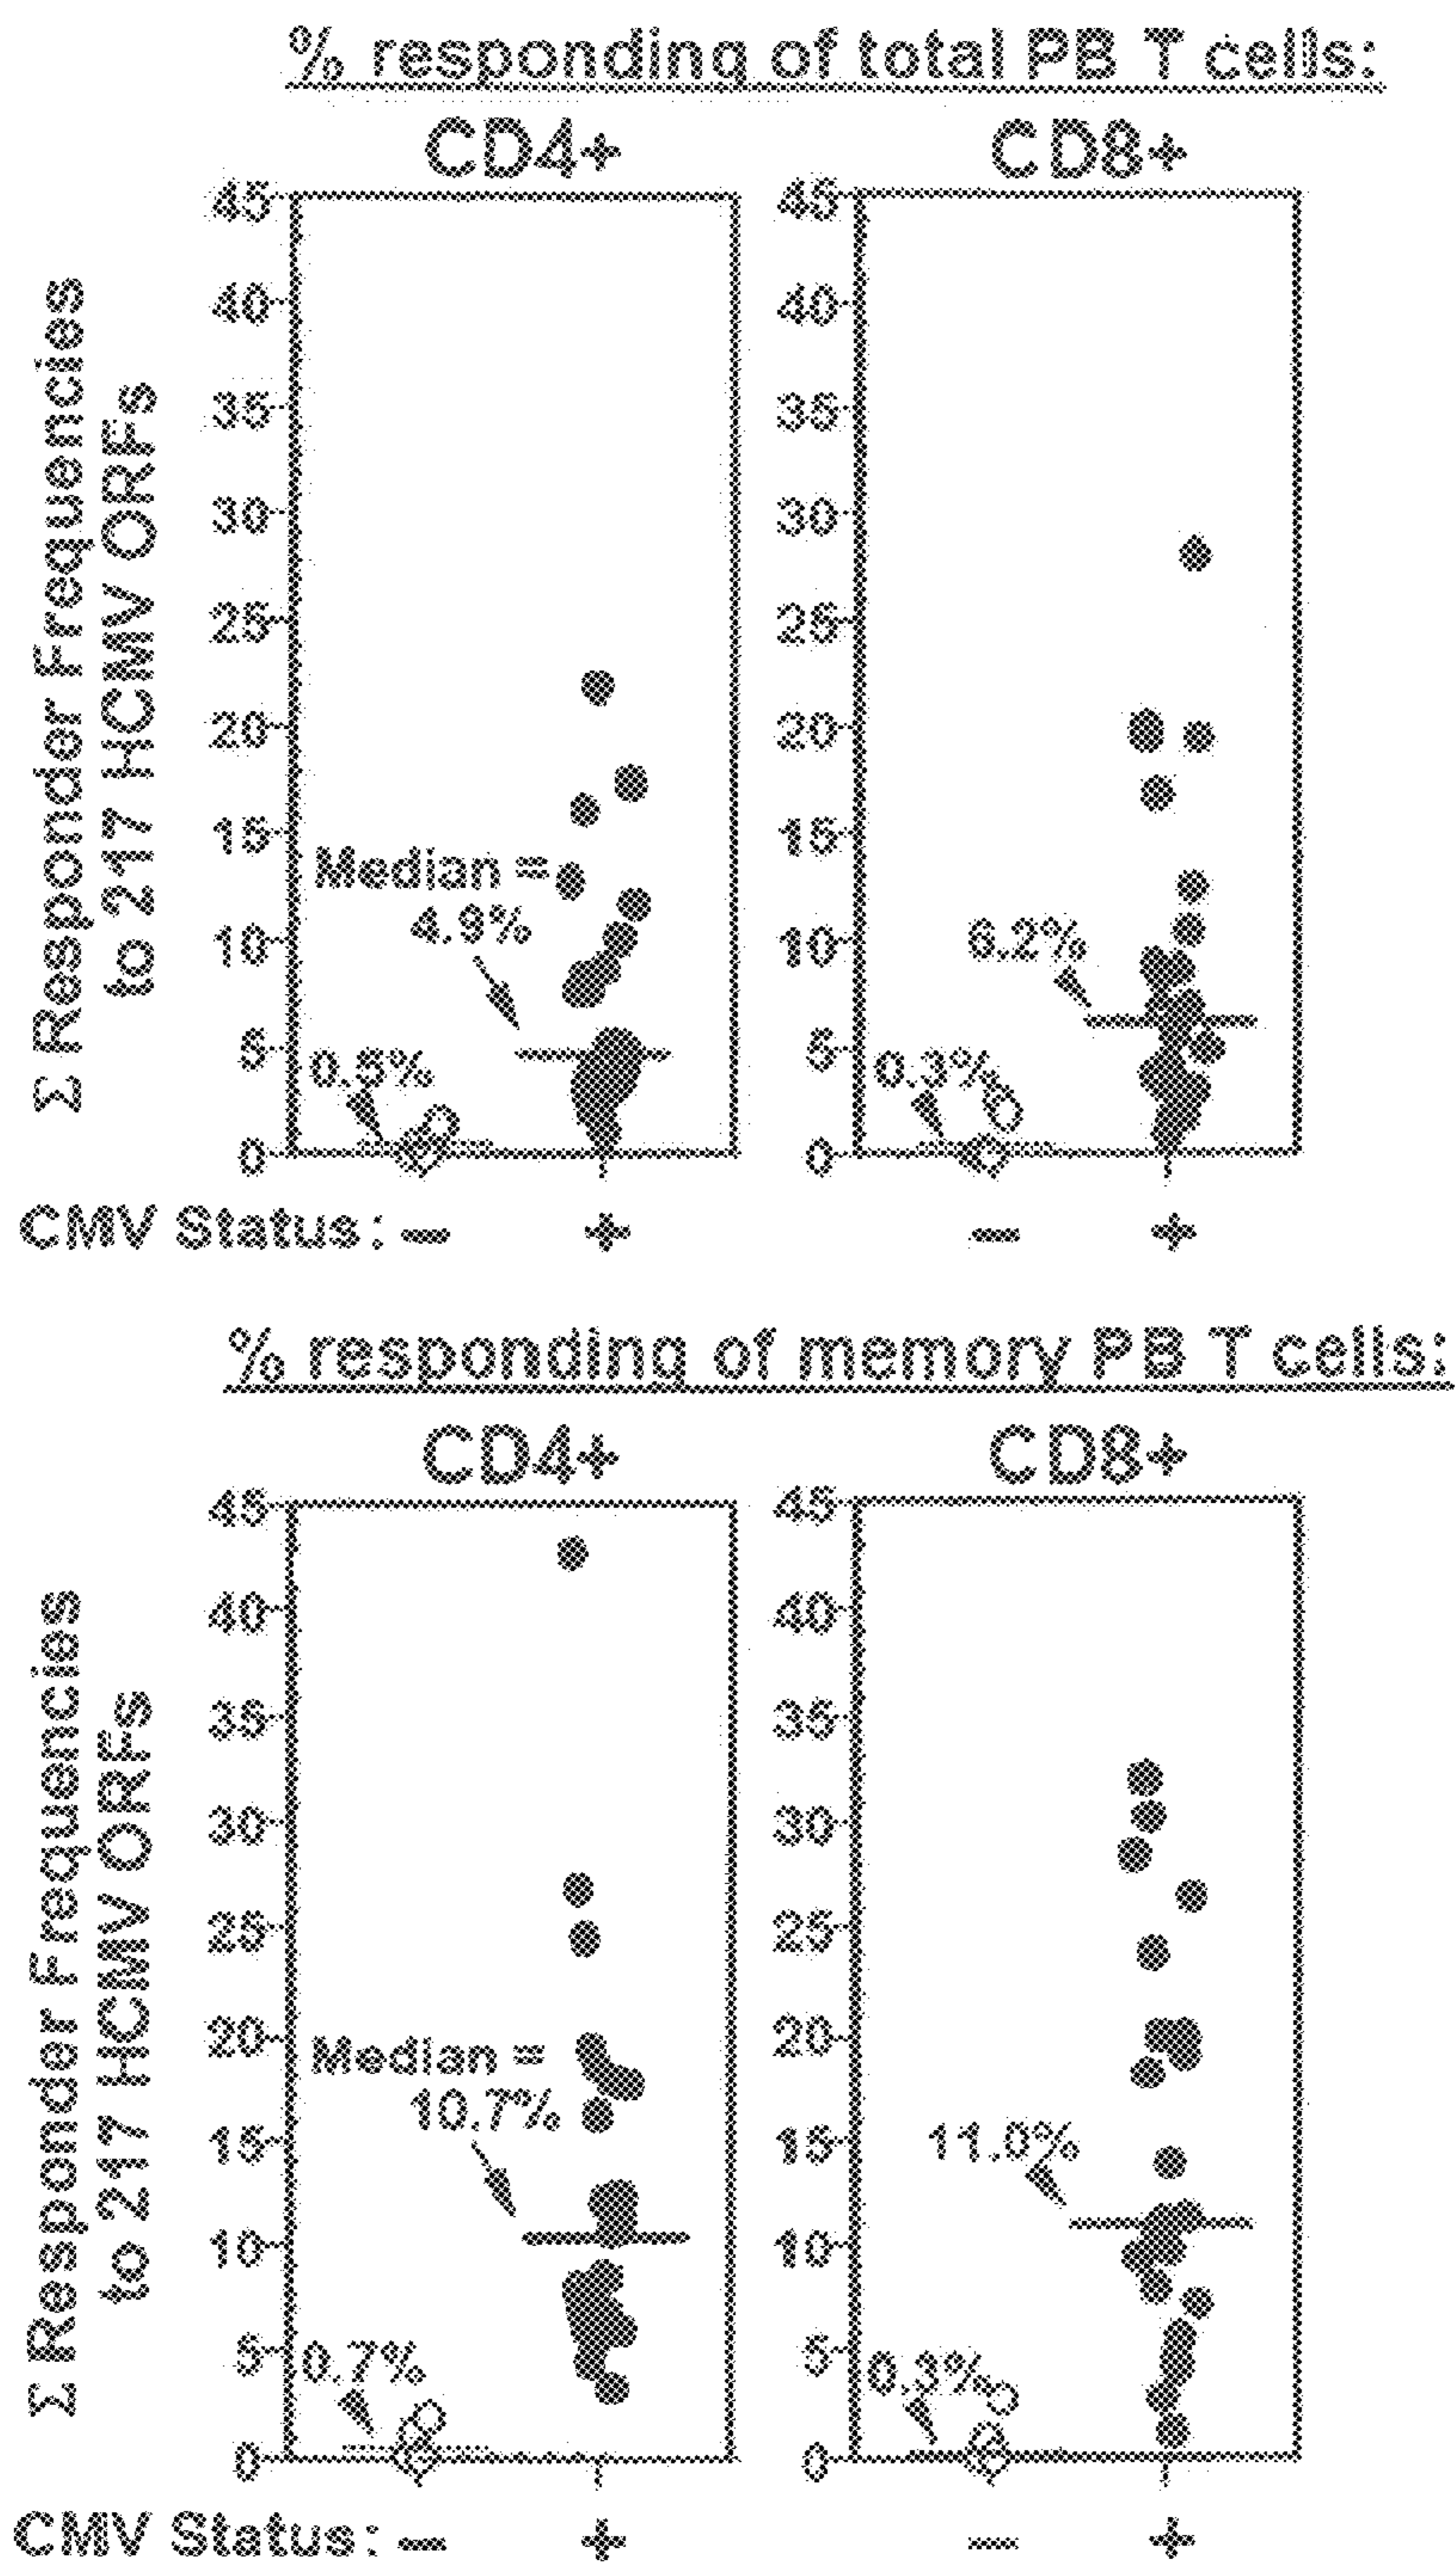 % responding of total PB T cells:
CD4+ CD8+
Σ Responder Frequencies
to 217 HCMV ORFs
45 45
40 40
35 35
30 30
25 25
20 20
15 15
10 10
5 5
0 0
Median =
4.9%
6.2%
0.5% 0.3%
CMV Status: − + − +
% responding of memory PB T cells:
CD4+ CD8+
Σ Responder Frequencies
to 217 HCMV ORFs
45 45
40 40
35 35
30 30
25 25
20 20
15 15
10 10
5 5
0 0
Median =
10.7%
11.0%
0.7% 0.3%
CMV Status: − + − +